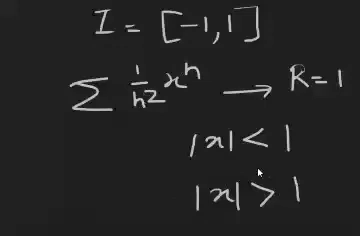 I = [-1,1]
∑ 1/n² xⁿ → R=1
|x| < 1
|x| > 1